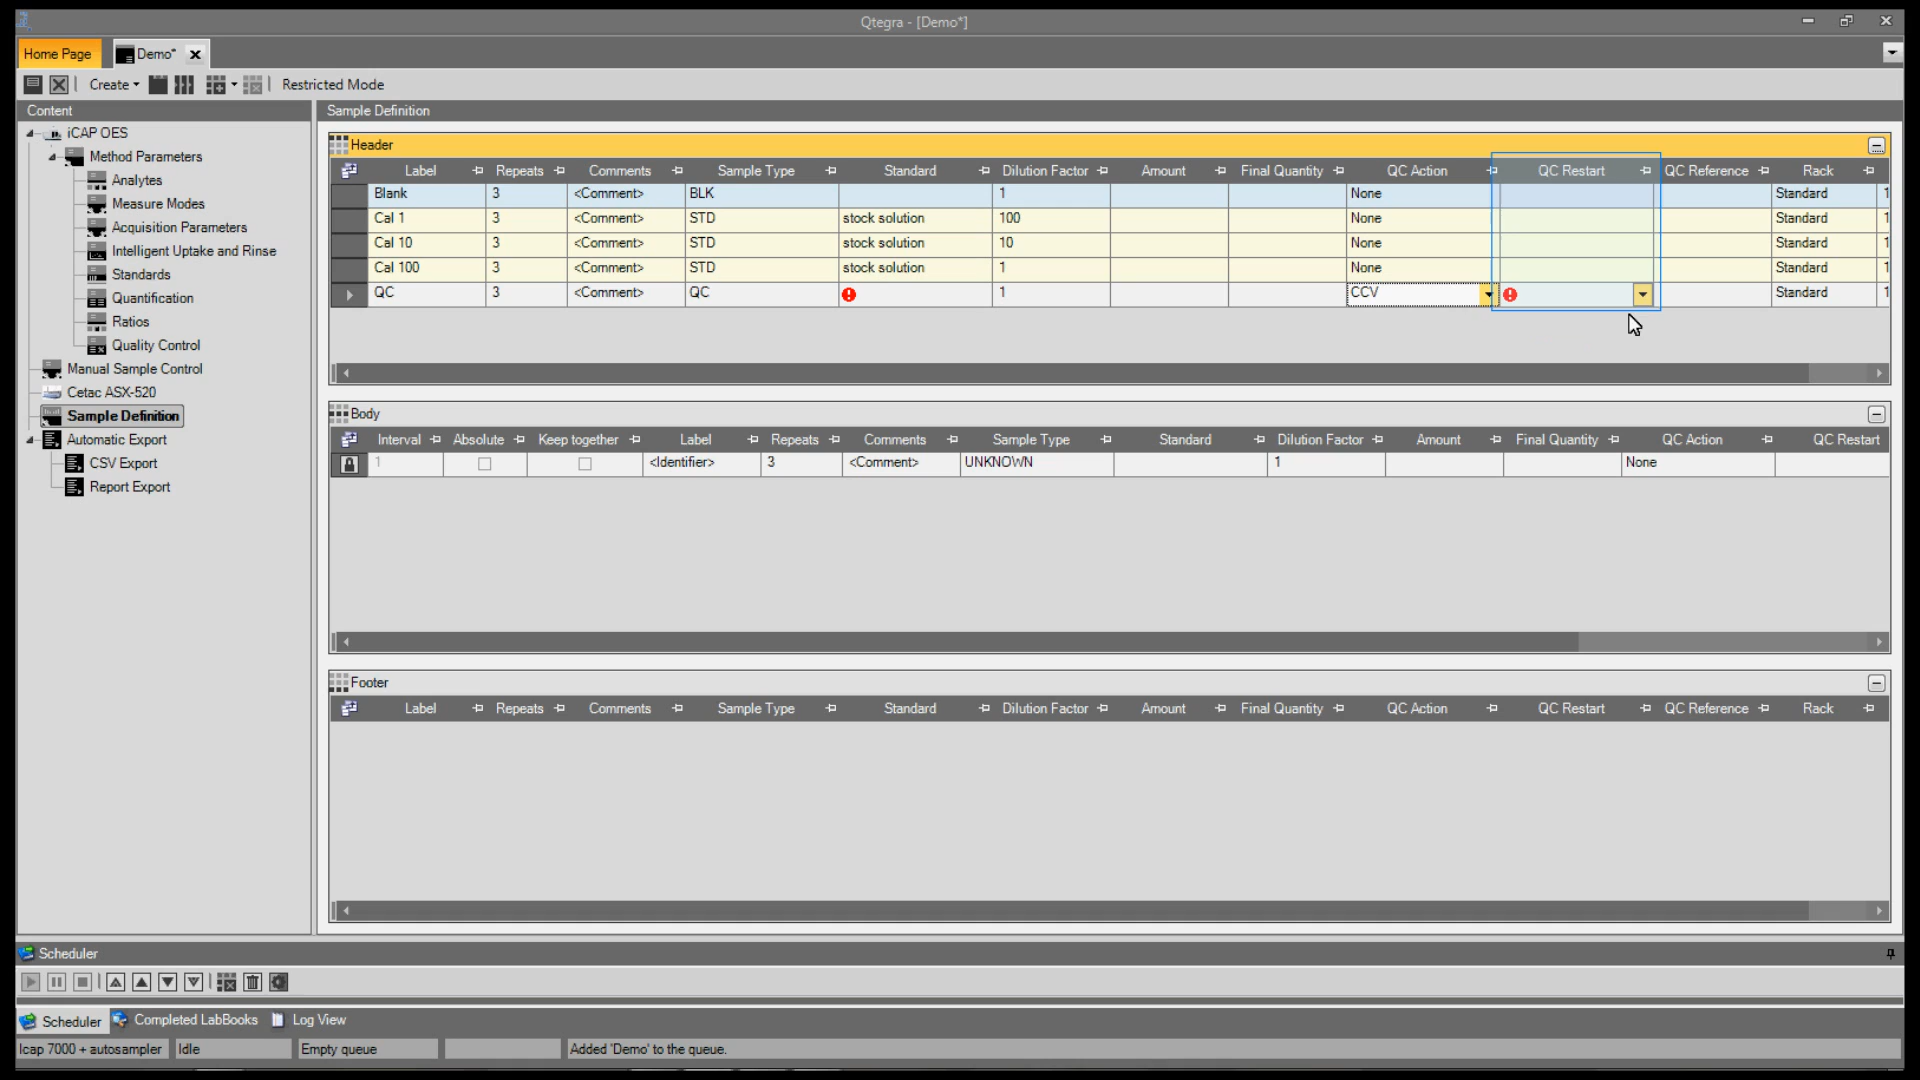 Qtegra - [Demo*]
Home Page Demo*
Create Restricted Mode
Content
iCAP OES
Method Parameters
Analytes
Measure Modes
Acquisition Parameters
Intelligent Uptake and Rinse
Standards
Quantification
Ratios
Quality Control
Manual Sample Control
Cetac ASX-520
Sample Definition
Automatic Export
CSV Export
Report Export
Sample Definition
Header
Label Repeats Comments Sample Type Standard Dilution Factor Amount Final Quantity QC Action QC Restart QC Reference Rack
Blank 3 <Comment> BLK 1 None Standard 1
Cal 1 3 <Comment> STD stock solution 100 None Standard 1
Cal 10 3 <Comment> STD stock solution 10 None Standard 1
Cal 100 3 <Comment> STD stock solution 1 None Standard 1
QC 3 <Comment> QC 1 CCV Standard 1
Body
Interval Absolute Keep together Label Repeats Comments Sample Type Standard Dilution Factor Amount Final Quantity QC Action QC Restart
1 <Identifier> 3 <Comment> UNKNOWN 1 None
Footer
Label Repeats Comments Sample Type Standard Dilution Factor Amount Final Quantity QC Action QC Restart QC Reference Rack
Scheduler
Scheduler Completed LabBooks Log View
Icap 7000 + autosampler Idle Empty queue Added 'Demo' to the queue.